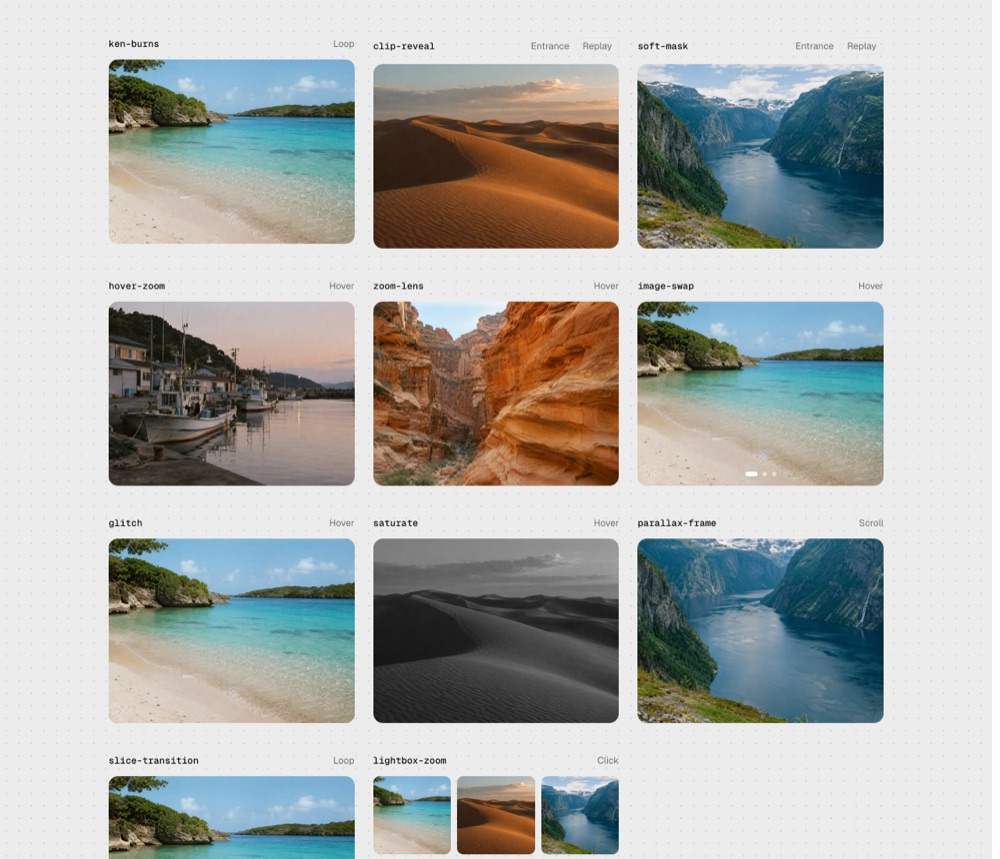 ken-burns Loop
clip-reveal Entrance Replay
soft-mask Entrance Replay
hover-zoom Hover
zoom-lens Hover
image-swap Hover
glitch Hover
saturate Hover
parallax-frame Scroll
slice-transition Loop
lightbox-zoom Click